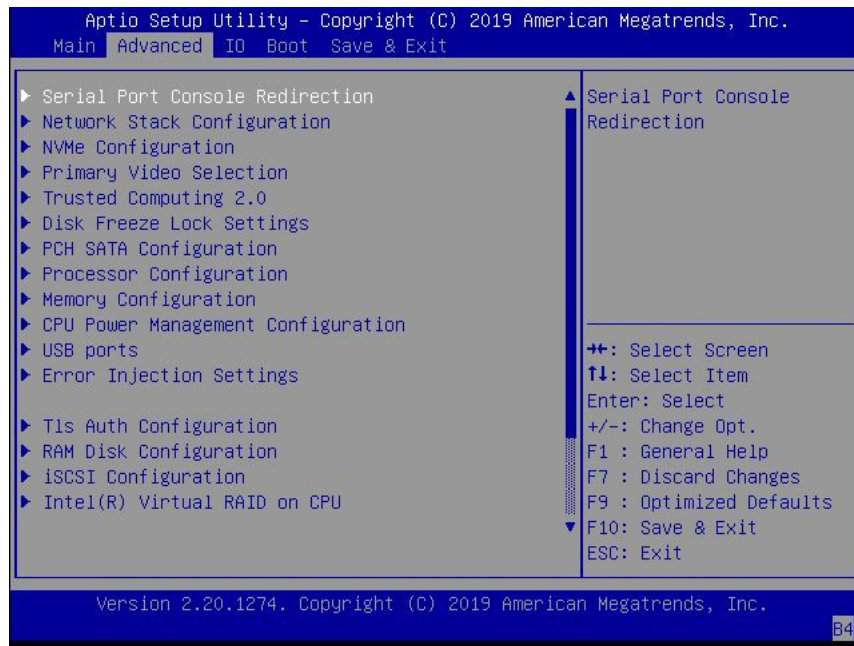 Aptio Setup Utility – Copyright (C) 2019 American Megatrends, Inc.
Main Advanced IO Boot Save & Exit
Serial Port Console Redirection
Network Stack Configuration
NVMe Configuration
Primary Video Selection
Trusted Computing 2.0
Disk Freeze Lock Settings
PCH SATA Configuration
Processor Configuration
Memory Configuration
CPU Power Management Configuration
USB ports
Error Injection Settings
Tls Auth Configuration
RAM Disk Configuration
iSCSI Configuration
Intel(R) Virtual RAID on CPU
Serial Port Console
Redirection
→←: Select Screen
↑↓: Select Item
Enter: Select
+/-: Change Opt.
F1 : General Help
F7 : Discard Changes
F9 : Optimized Defaults
F10: Save & Exit
ESC: Exit
Version 2.20.1274. Copyright (C) 2019 American Megatrends, Inc.
B4